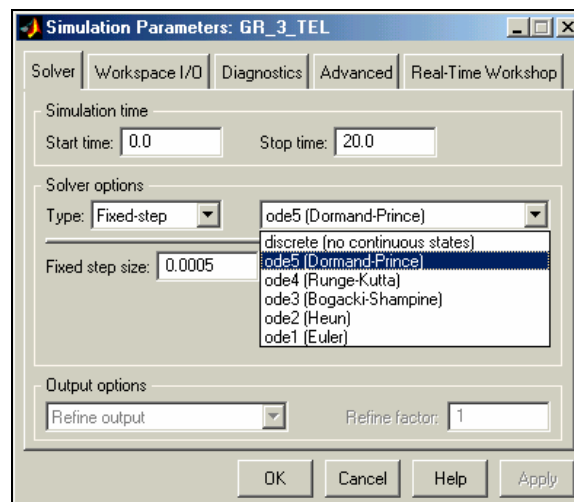 Simulation Parameters: GR_3_TEL
Solver Workspace I/O Diagnostics Advanced Real-Time Workshop
Simulation time
Start time: 0.0 Stop time: 20.0
Solver options
Type: Fixed-step ode5 (Dormand-Prince)
discrete (no continuous states)
Fixed step size: 0.0005 ode5 (Dormand-Prince)
ode4 (Runge-Kutta)
ode3 (Bogacki-Shampine)
ode2 (Heun)
ode1 (Euler)
Output options
Refine output Refine factor: 1
OK Cancel Help Apply